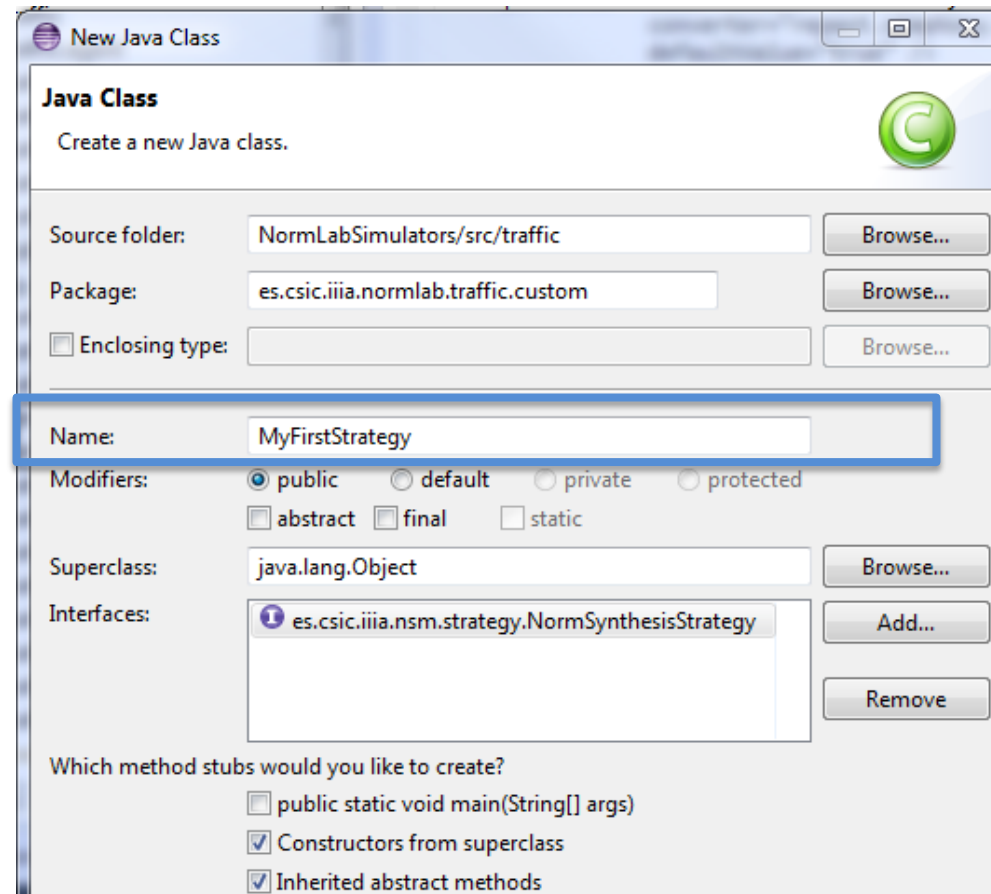 New Java Class
Java Class
Create a new Java class.
Source folder: NormLabSimulators/src/traffic Browse...
Package: es.csic.iiia.normlab.traffic.custom Browse...
Enclosing type: Browse...
Name: MyFirstStrategy
Modifiers: public default private protected
abstract final static
Superclass: java.lang.Object Browse...
Interfaces: es.csic.iiia.nsm.strategy.NormSynthesisStrategy Add...
Remove
Which method stubs would you like to create?
public static void main(String[] args)
Constructors from superclass
Inherited abstract methods